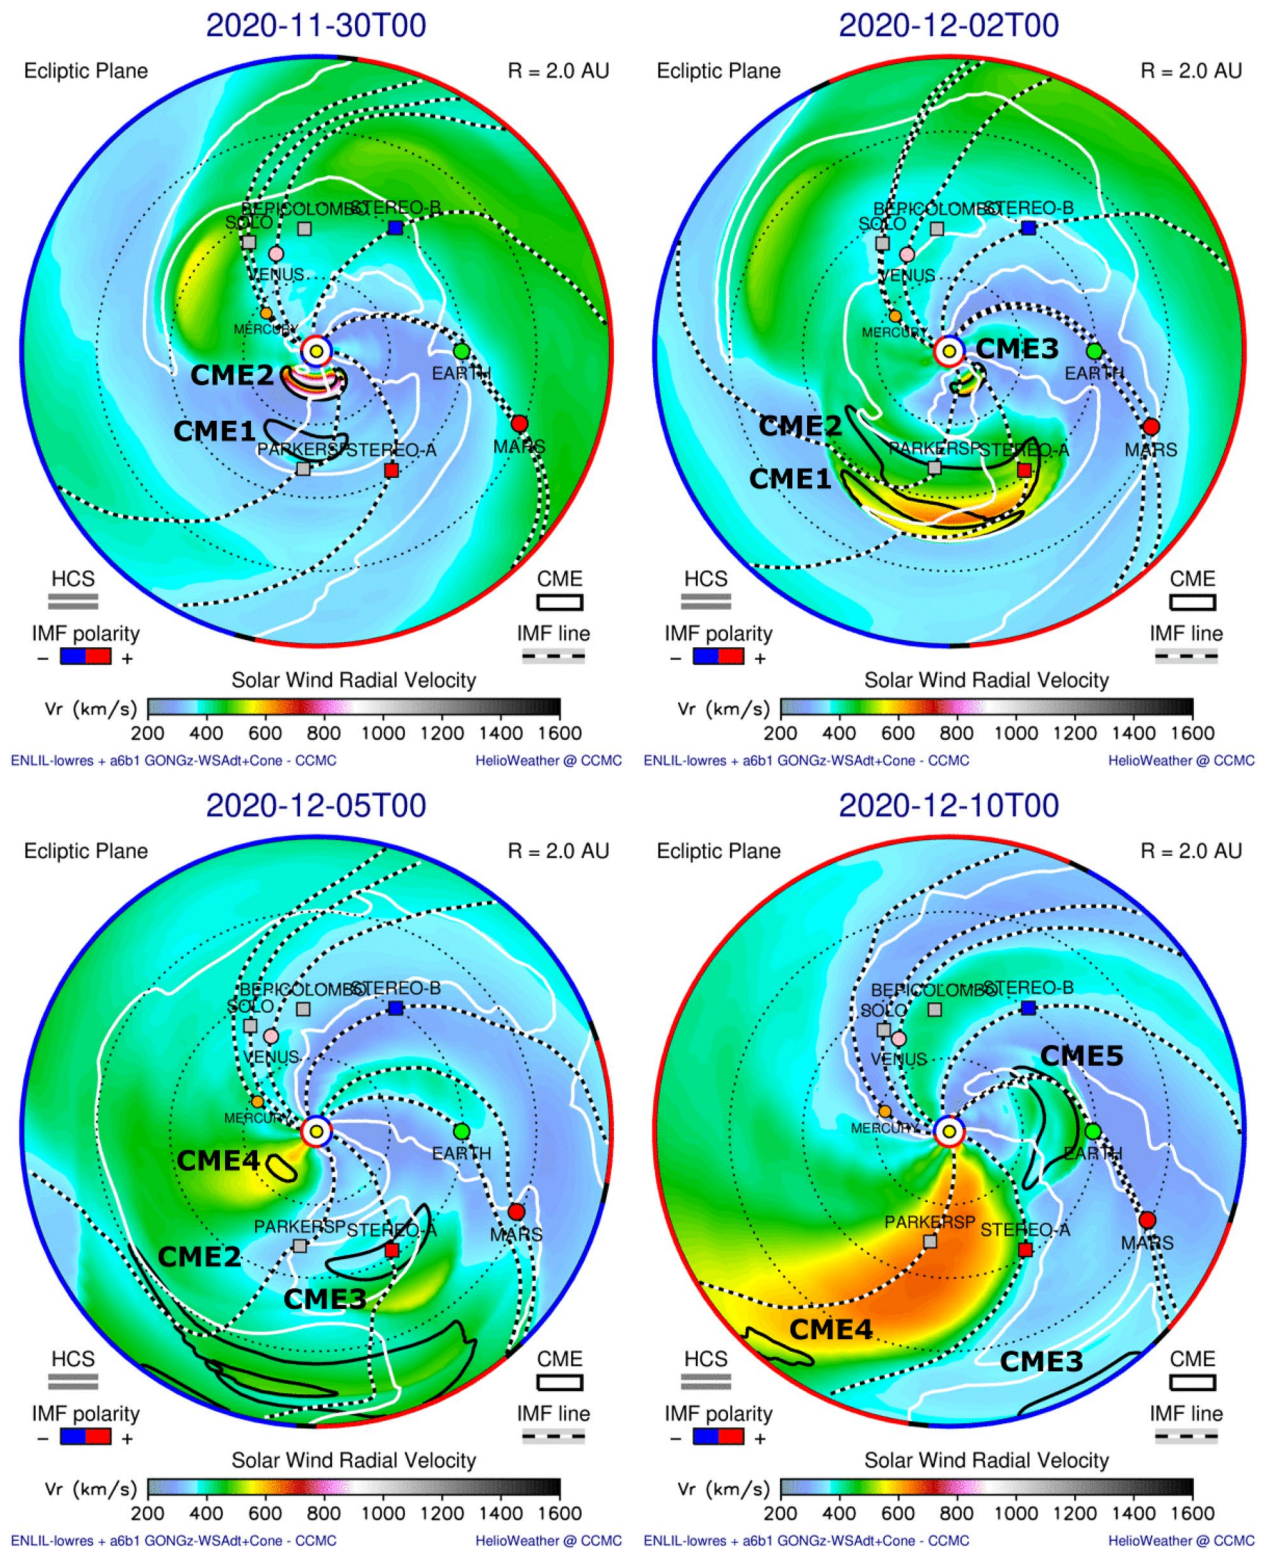 2020-11-30T00
Ecliptic Plane
R = 2.0 AU
BEPICOLOMBO
STEREO-B
SOLO
VENUS
MERCURY
CME2
EARTH
CME1
PARKERSP
STEREO-A
MARS
HCS
CME
IMF polarity
IMF line
- +
Solar Wind Radial Velocity
Vr (km/s)
200 400 600 800 1000 1200 1400 1600
ENLIL-lowres + a6b1 GONGz-WSAdt+Cone - CCMC
HelioWeather @ CCMC
2020-12-02T00
Ecliptic Plane
R = 2.0 AU
BEPICOLOMBO
STEREO-B
SOLO
VENUS
MERCURY
CME3
EARTH
CME2
PARKERSP
STEREO-A
MARS
CME1
HCS
CME
IMF polarity
IMF line
- +
Solar Wind Radial Velocity
Vr (km/s)
200 400 600 800 1000 1200 1400 1600
ENLIL-lowres + a6b1 GONGz-WSAdt+Cone - CCMC
HelioWeather @ CCMC
2020-12-05T00
Ecliptic Plane
R = 2.0 AU
BEPICOLOMBO
STEREO-B
SOLO
VENUS
MERCURY
EARTH
CME4
PARKERSP
STEREO-A
MARS
CME2
CME3
HCS
CME
IMF polarity
IMF line
- +
Solar Wind Radial Velocity
Vr (km/s)
200 400 600 800 1000 1200 1400 1600
ENLIL-lowres + a6b1 GONGz-WSAdt+Cone - CCMC
HelioWeather @ CCMC
2020-12-10T00
Ecliptic Plane
R = 2.0 AU
BEPICOLOMBO
STEREO-B
SOLO
VENUS
CME5
MERCURY
EARTH
PARKERSP
STEREO-A
MARS
CME4
CME3
HCS
CME
IMF polarity
IMF line
- +
Solar Wind Radial Velocity
Vr (km/s)
200 400 600 800 1000 1200 1400 1600
ENLIL-lowres + a6b1 GONGz-WSAdt+Cone - CCMC
HelioWeather @ CCMC